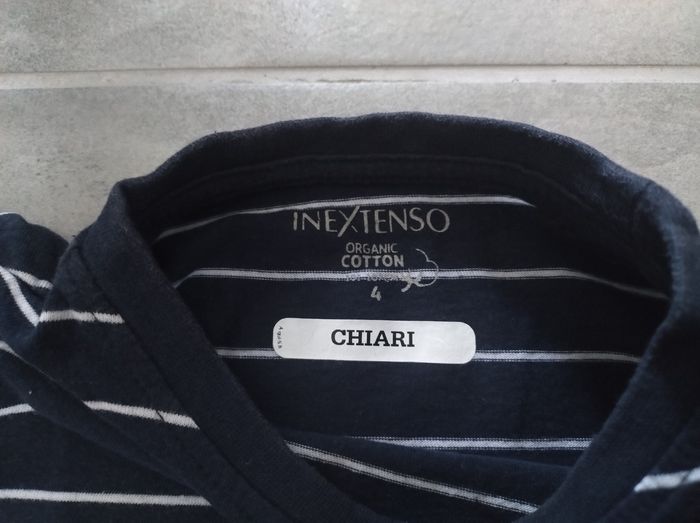 INEXTENSO
ORGANIC
COTTON
4
CHIARI